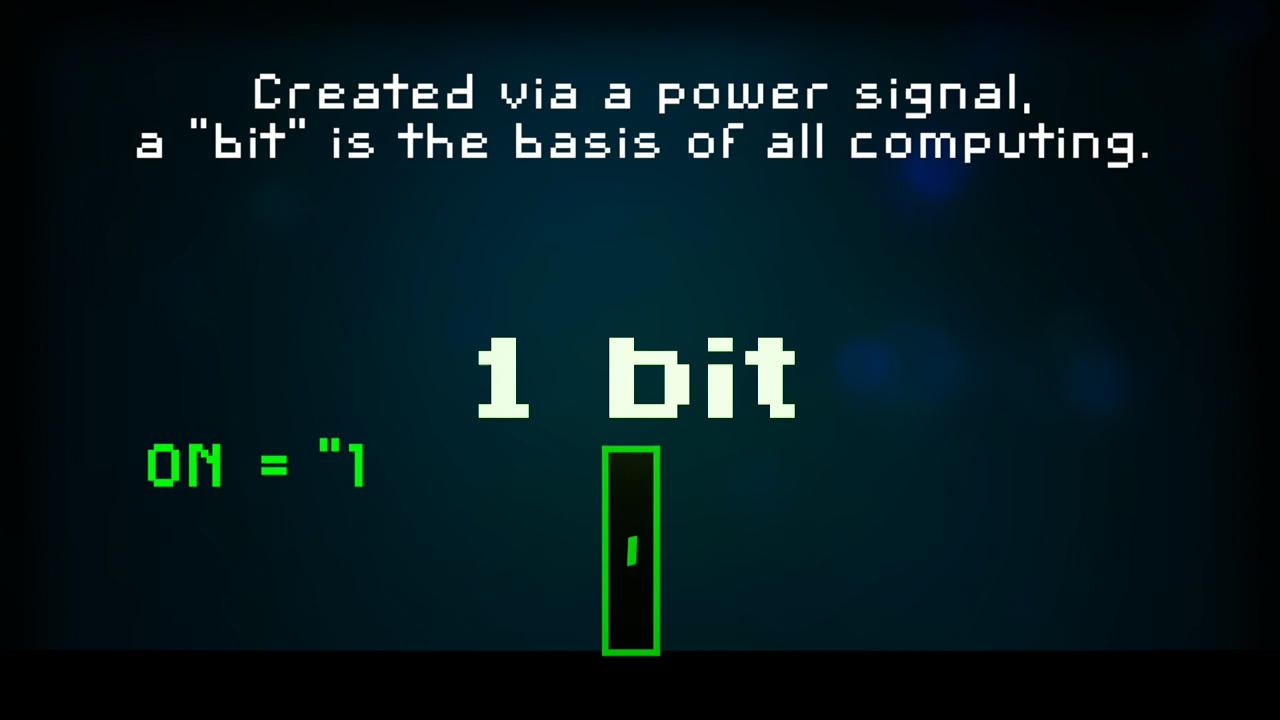 Created via a power signal,
a "bit" is the basis of all computing.
1 bit
ON = "1